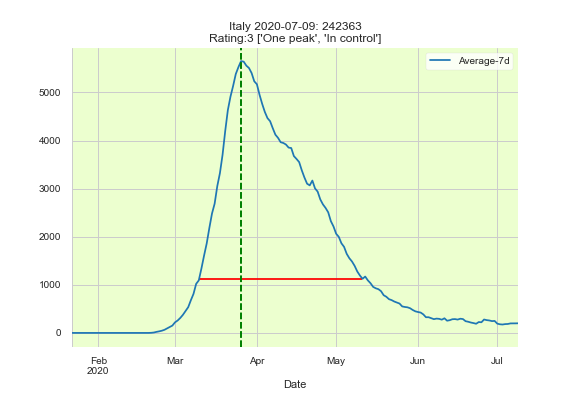 Italy 2020-07-09: 242363
Rating:3 ['One peak', 'In control']
Average-7d
5000
4000
3000
2000
1000
0
Feb Mar Apr May Jun Jul
2020
Date